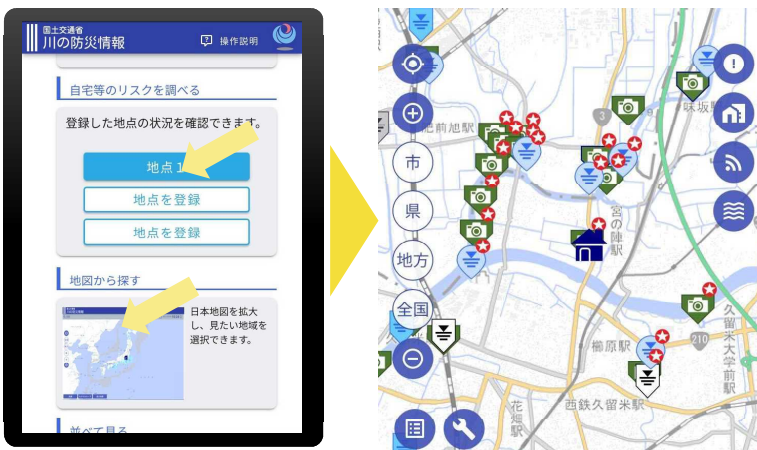 国土交通省
川の防災情報
操作説明
自宅等のリスクを調べる
登録した地点の状況を確認できます。
地点1
地点を登録
地点を登録
地図から探す
日本地図を拡大
し、見たい地域を
選択できます。
並べて見る
肥前旭駅
味坂
3
市
県
地方
全国
宮の陣駅
櫛原駅
210
久留米大学前駅
西鉄久留米駅
花畑駅